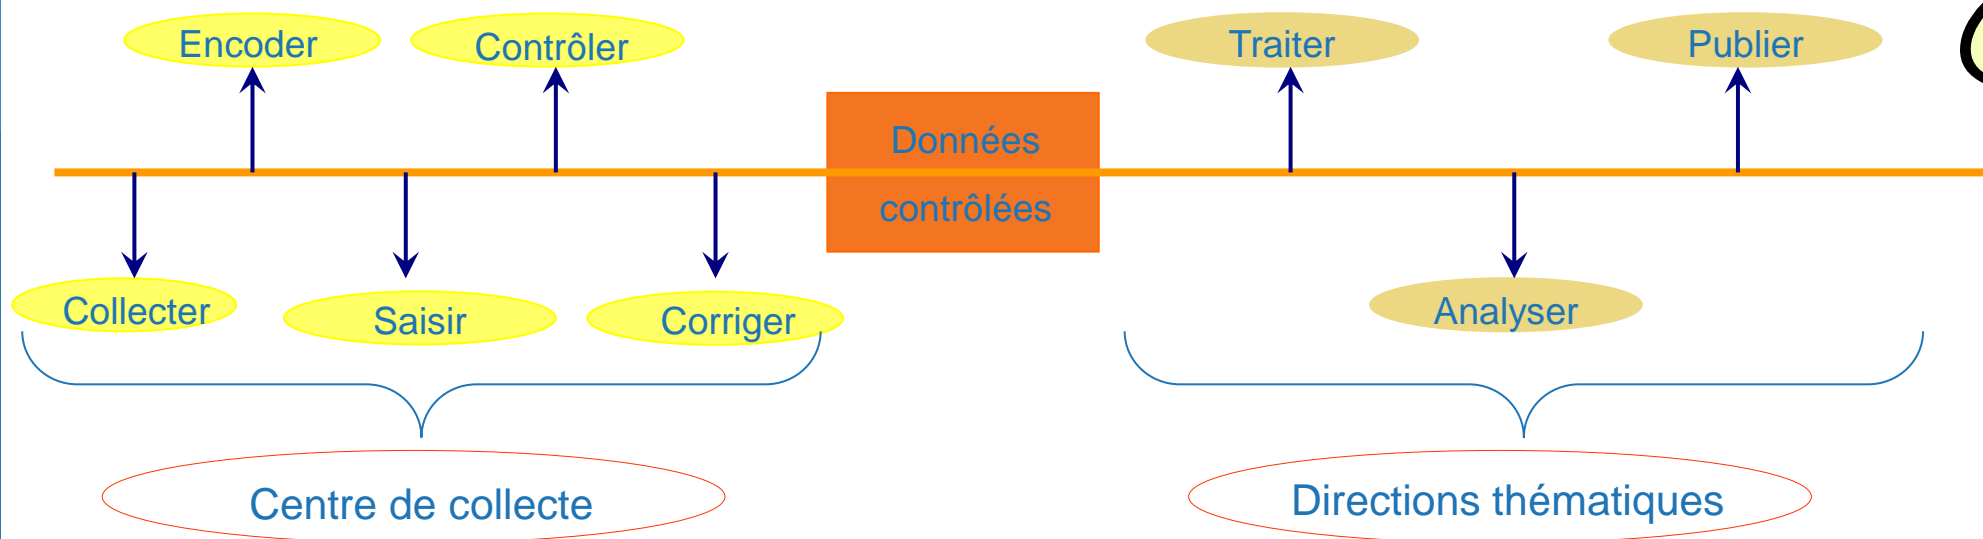 Encoder
Contrôler
Traiter
Publier
Données
contrôlées
Collecter
Saisir
Corriger
Analyser
Centre de collecte
Directions thématiques